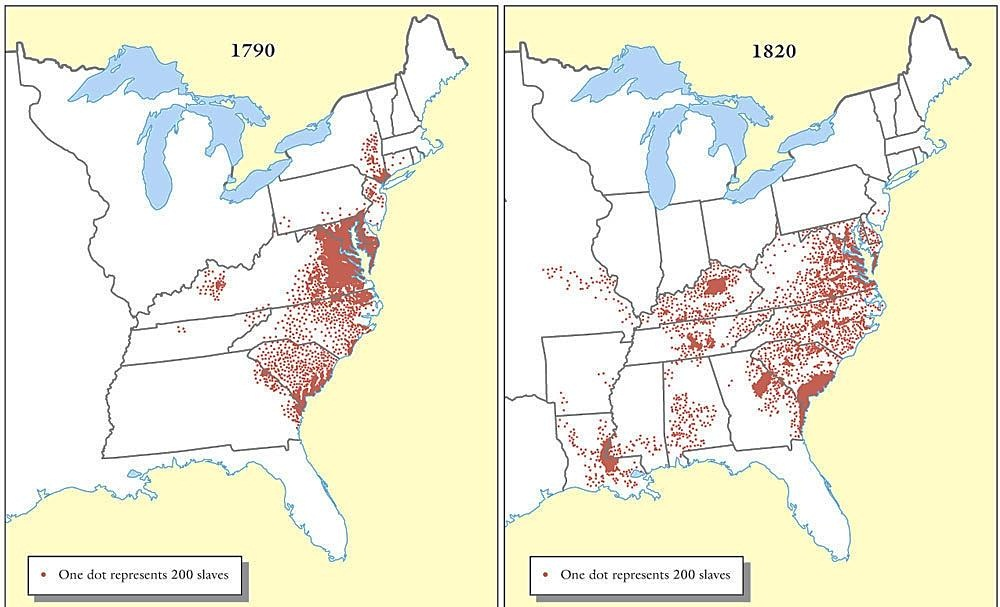 1790
1820
One dot represents 200 slaves
One dot represents 200 slaves